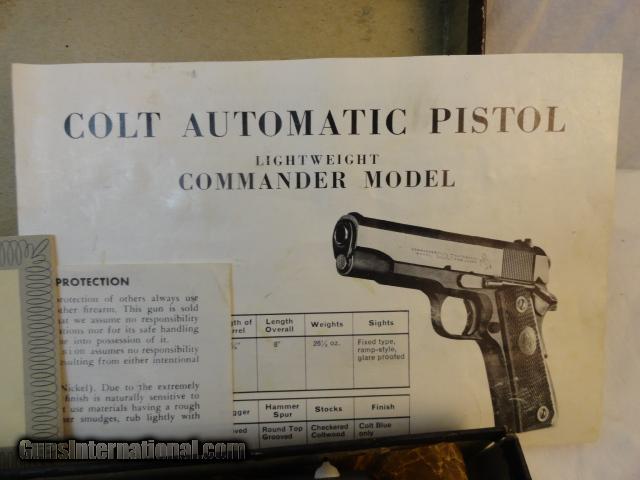 COLT AUTOMATIC PISTOL
LIGHTWEIGHT
COMMANDER MODEL
PROTECTION
protection of others always use
other firearm. This gun is sold
that we assume no responsibility
nor for its safe handling
into possession of it.
assumes no responsibility
resulting from either intentional
Nickel). Due to the extremely
finish is naturally sensitive to
use materials having a rough
smudges, rub lightly with
Length Overall Weights Sights
8" 26½ oz. Fixed type, ramp-style, glare proofed
Hammer Spur Stocks Finish
Round Top Grooved Checkered Coltwood Colt Blue only
GunsInternational.com